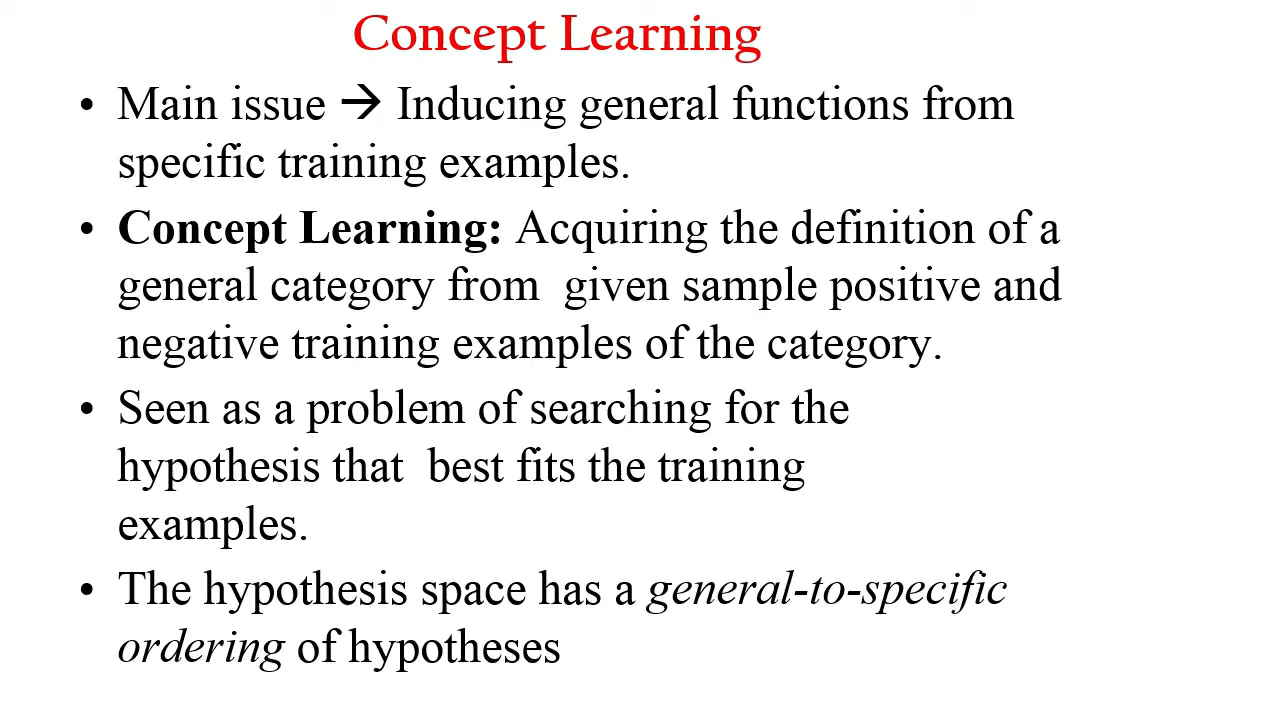 Concept Learning
• Main issue → Inducing general functions from
specific training examples.
• Concept Learning: Acquiring the definition of a
general category from  given sample positive and
negative training examples of the category.
• Seen as a problem of searching for the
hypothesis that  best fits the training
examples.
• The hypothesis space has a general-to-specific
ordering of hypotheses